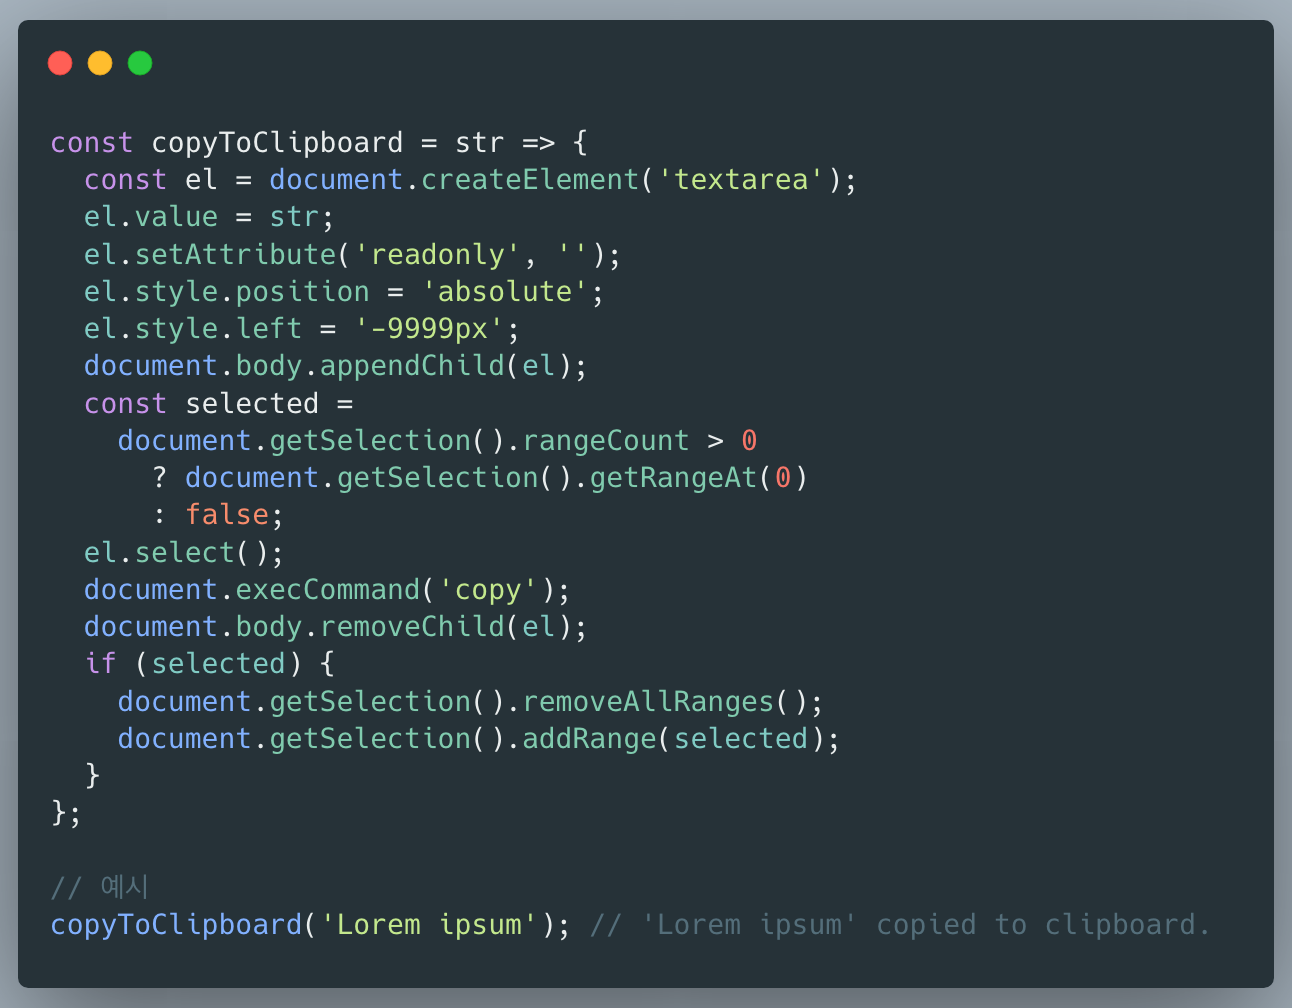 const copyToClipboard = str => {
  const el = document.createElement('textarea');
  el.value = str;
  el.setAttribute('readonly', '');
  el.style.position = 'absolute';
  el.style.left = '-9999px';
  document.body.appendChild(el);
  const selected =
    document.getSelection().rangeCount > 0
      ? document.getSelection().getRangeAt(0)
      : false;
  el.select();
  document.execCommand('copy');
  document.body.removeChild(el);
  if (selected) {
    document.getSelection().removeAllRanges();
    document.getSelection().addRange(selected);
  }
};

// 예시
copyToClipboard('Lorem ipsum'); // 'Lorem ipsum' copied to clipboard.